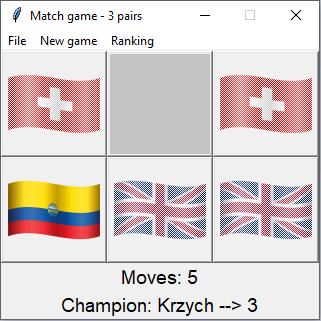 Match game - 3 pairs
File New game Ranking
Moves: 5
Champion: Krzych --> 3